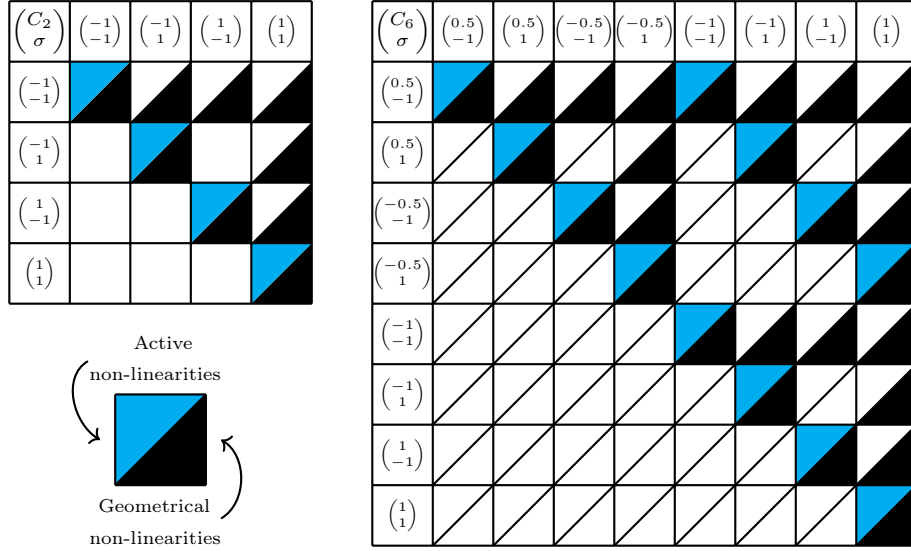 (C₂ σ) (−1 −1) (−1 1) (1 −1) (1 1)
(−1 −1)
(−1 1)
(1 −1)
(1 1)
Active
non-linearities
Geometrical
non-linearities
(C₆ σ) (0.5 −1) (0.5 1) (−0.5 −1) (−0.5 1) (−1 −1) (−1 1) (1 −1) (1 1)
(0.5 −1)
(0.5 1)
(−0.5 −1)
(−0.5 1)
(−1 −1)
(−1 1)
(1 −1)
(1 1)